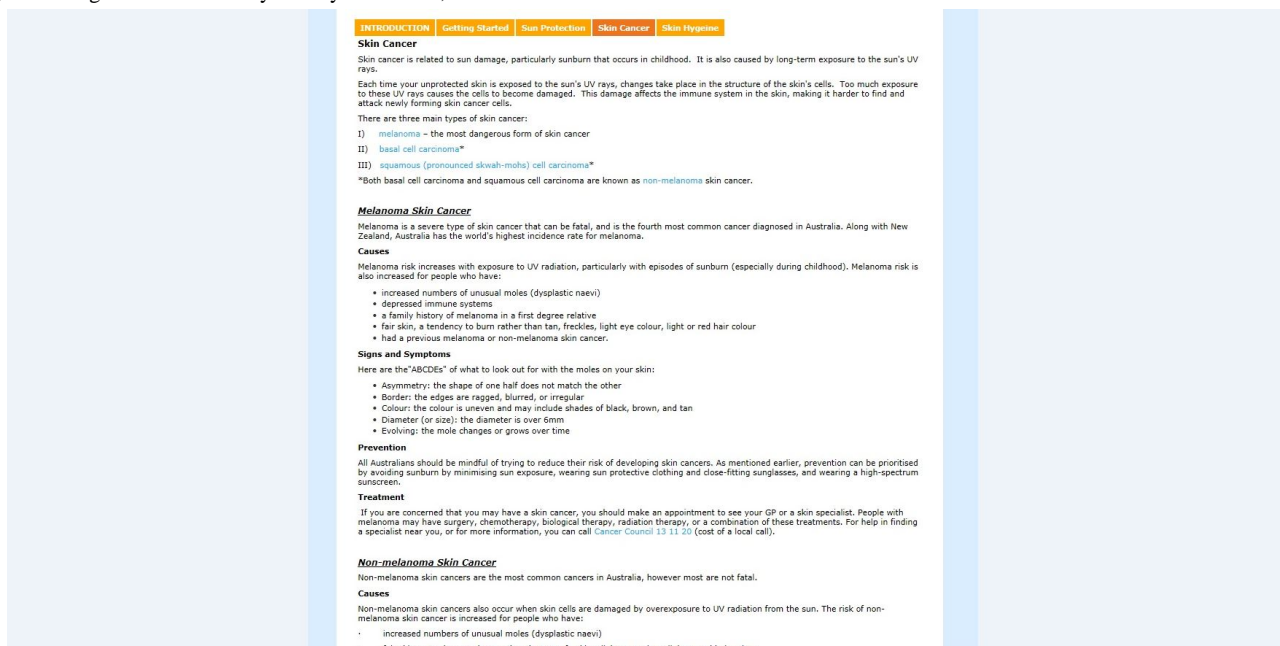 INTRODUCTION Getting Started Sun Protection Skin Cancer Skin Hygeine
Skin Cancer
Skin cancer is related to sun damage, particularly sunburn that occurs in childhood. It is also caused by long-term exposure to the sun's UV
rays.
Each time your unprotected skin is exposed to the sun's UV rays, changes take place in the structure of the skin's cells. Too much exposure
to these UV rays causes the cells to become damaged. This damage affects the immune system in the skin, making it harder to find and
attack newly forming skin cancer cells.
There are three main types of skin cancer:
I) melanoma – the most dangerous form of skin cancer
II) basal cell carcinoma*
III) squamous (pronounced skwah-mohs) cell carcinoma*
*Both basal cell carcinoma and squamous cell carcinoma are known as non-melanoma skin cancer.
Melanoma Skin Cancer
Melanoma is a severe type of skin cancer that can be fatal, and is the fourth most common cancer diagnosed in Australia. Along with New
Zealand, Australia has the world's highest incidence rate for melanoma.
Causes
Melanoma risk increases with exposure to UV radiation, particularly with episodes of sunburn (especially during childhood). Melanoma risk is
also increased for people who have:
• increased numbers of unusual moles (dysplastic naevi)
• depressed immune systems
• a family history of melanoma in a first degree relative
• fair skin, a tendency to burn rather than tan, freckles, light eye colour, light or red hair colour
• had a previous melanoma or non-melanoma skin cancer.
Signs and Symptoms
Here are the"ABCDEs" of what to look out for with the moles on your skin:
• Asymmetry: the shape of one half does not match the other
• Border: the edges are ragged, blurred, or irregular
• Colour: the colour is uneven and may include shades of black, brown, and tan
• Diameter (or size): the diameter is over 6mm
• Evolving: the mole changes or grows over time
Prevention
All Australians should be mindful of trying to reduce their risk of developing skin cancers. As mentioned earlier, prevention can be prioritised
by avoiding sunburn by minimising sun exposure, wearing sun protective clothing and close-fitting sunglasses, and wearing a high-spectrum
sunscreen.
Treatment
If you are concerned that you may have a skin cancer, you should make an appointment to see your GP or a skin specialist. People with
melanoma may have surgery, chemotherapy, biological therapy, radiation therapy, or a combination of these treatments. For help in finding
a specialist near you, or for more information, you can call Cancer Council 13 11 20 (cost of a local call).
Non-melanoma Skin Cancer
Non-melanoma skin cancers are the most common cancers in Australia, however most are not fatal.
Causes
Non-melanoma skin cancers also occur when skin cells are damaged by overexposure to UV radiation from the sun. The risk of non-
melanoma skin cancer is increased for people who have:
· increased numbers of unusual moles (dysplastic naevi)